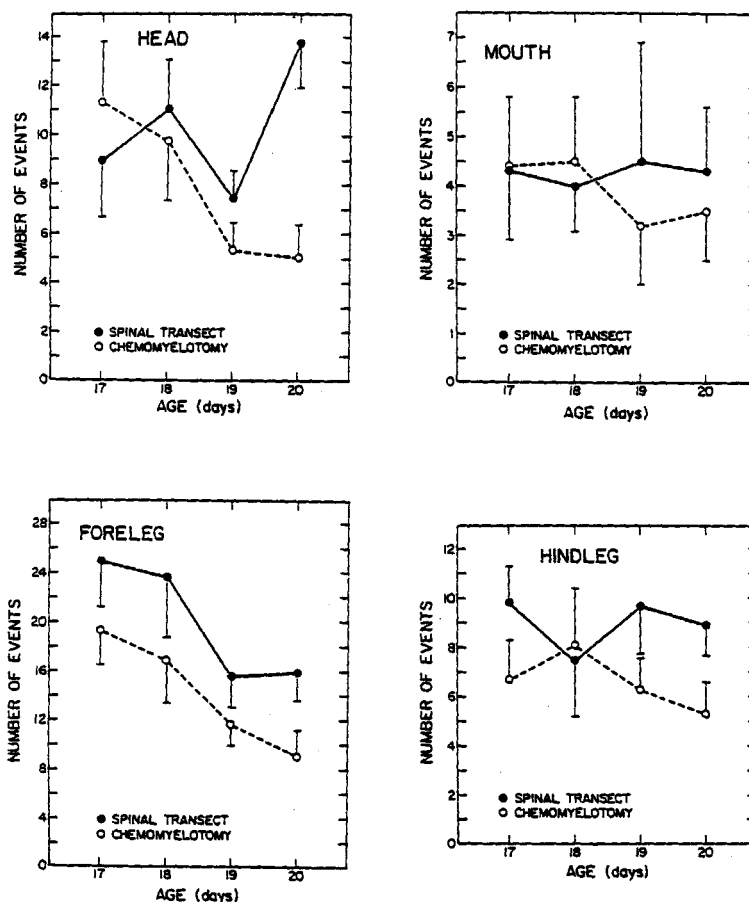 HEAD
NUMBER OF EVENTS
14
12
10
8
6
4
2
0
● SPINAL TRANSECT
○ CHEMOMYELOTOMY
17 18 19 20
AGE (days)
MOUTH
NUMBER OF EVENTS
7
6
5
4
3
2
1
0
● SPINAL TRANSECT
○ CHEMOMYELOTOMY
17 18 19 20
AGE (days)
FORELEG
NUMBER OF EVENTS
28
24
20
16
12
8
4
0
● SPINAL TRANSECT
○ CHEMOMYELOTOMY
17 18 19 20
AGE (days)
HINDLEG
NUMBER OF EVENTS
12
10
8
6
4
2
0
● SPINAL TRANSECT
○ CHEMOMYELOTOMY
17 18 19 20
AGE (days)